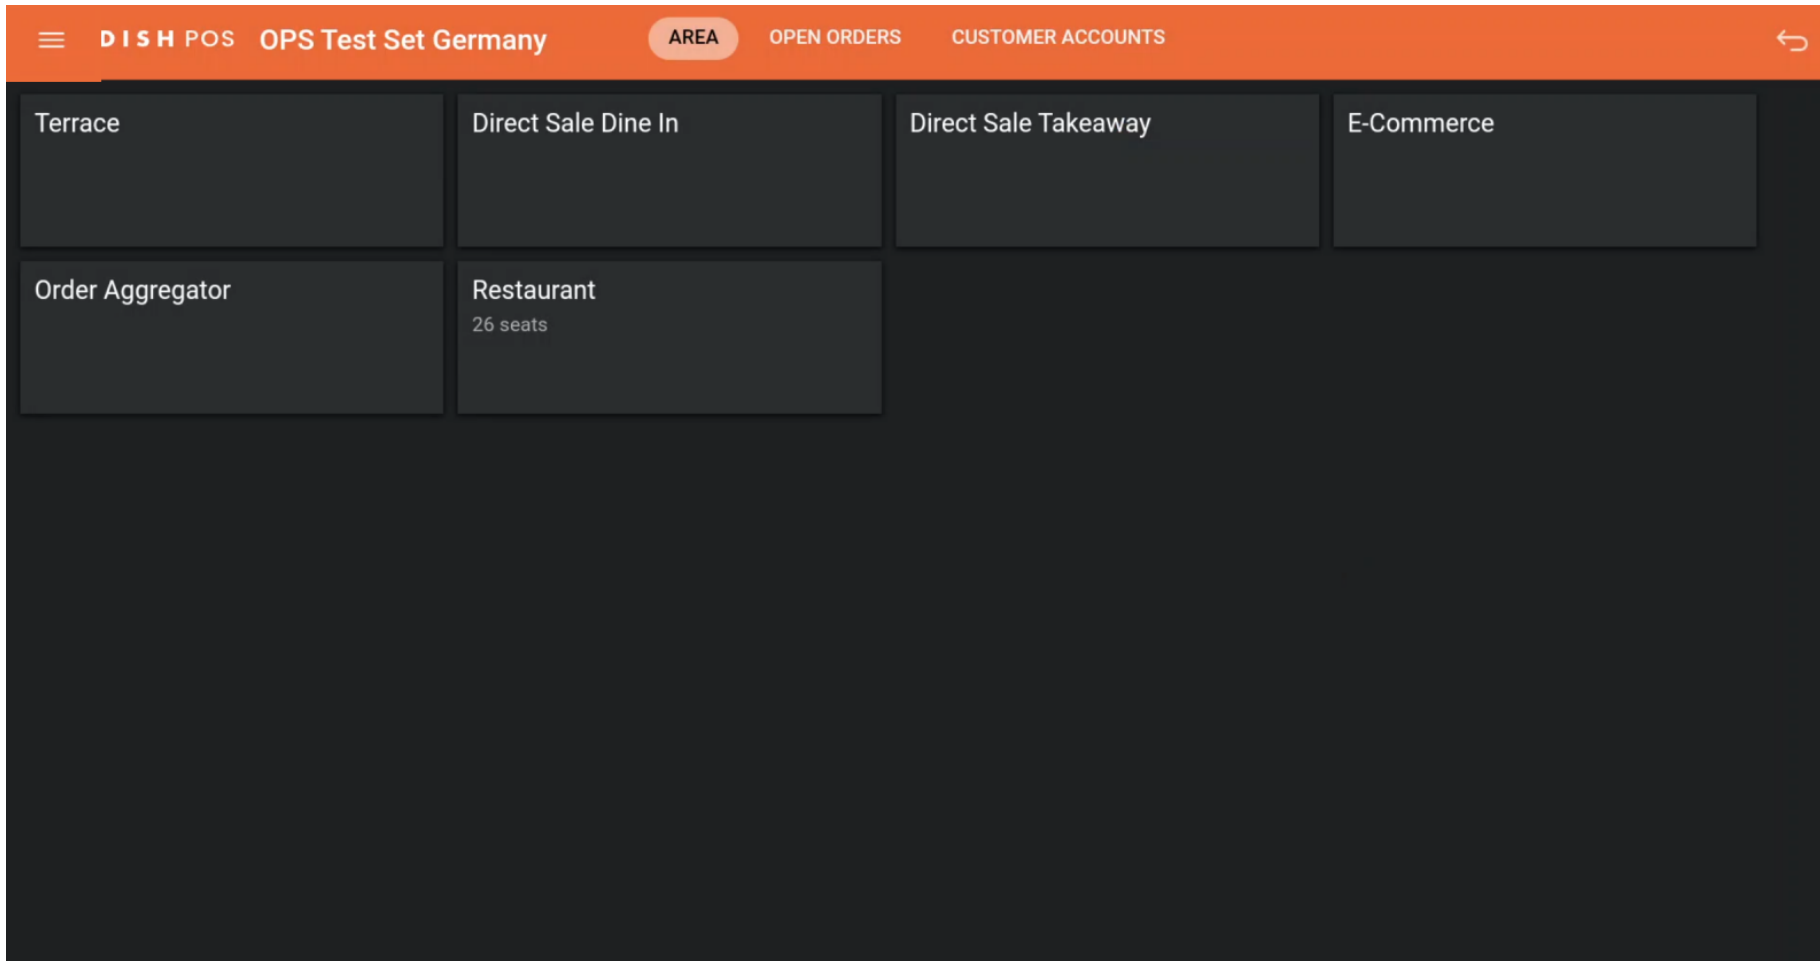 DISH POS OPS Test Set Germany AREA OPEN ORDERS CUSTOMER ACCOUNTS
Terrace
Direct Sale Dine In
Direct Sale Takeaway
E-Commerce
Order Aggregator
Restaurant
26 seats